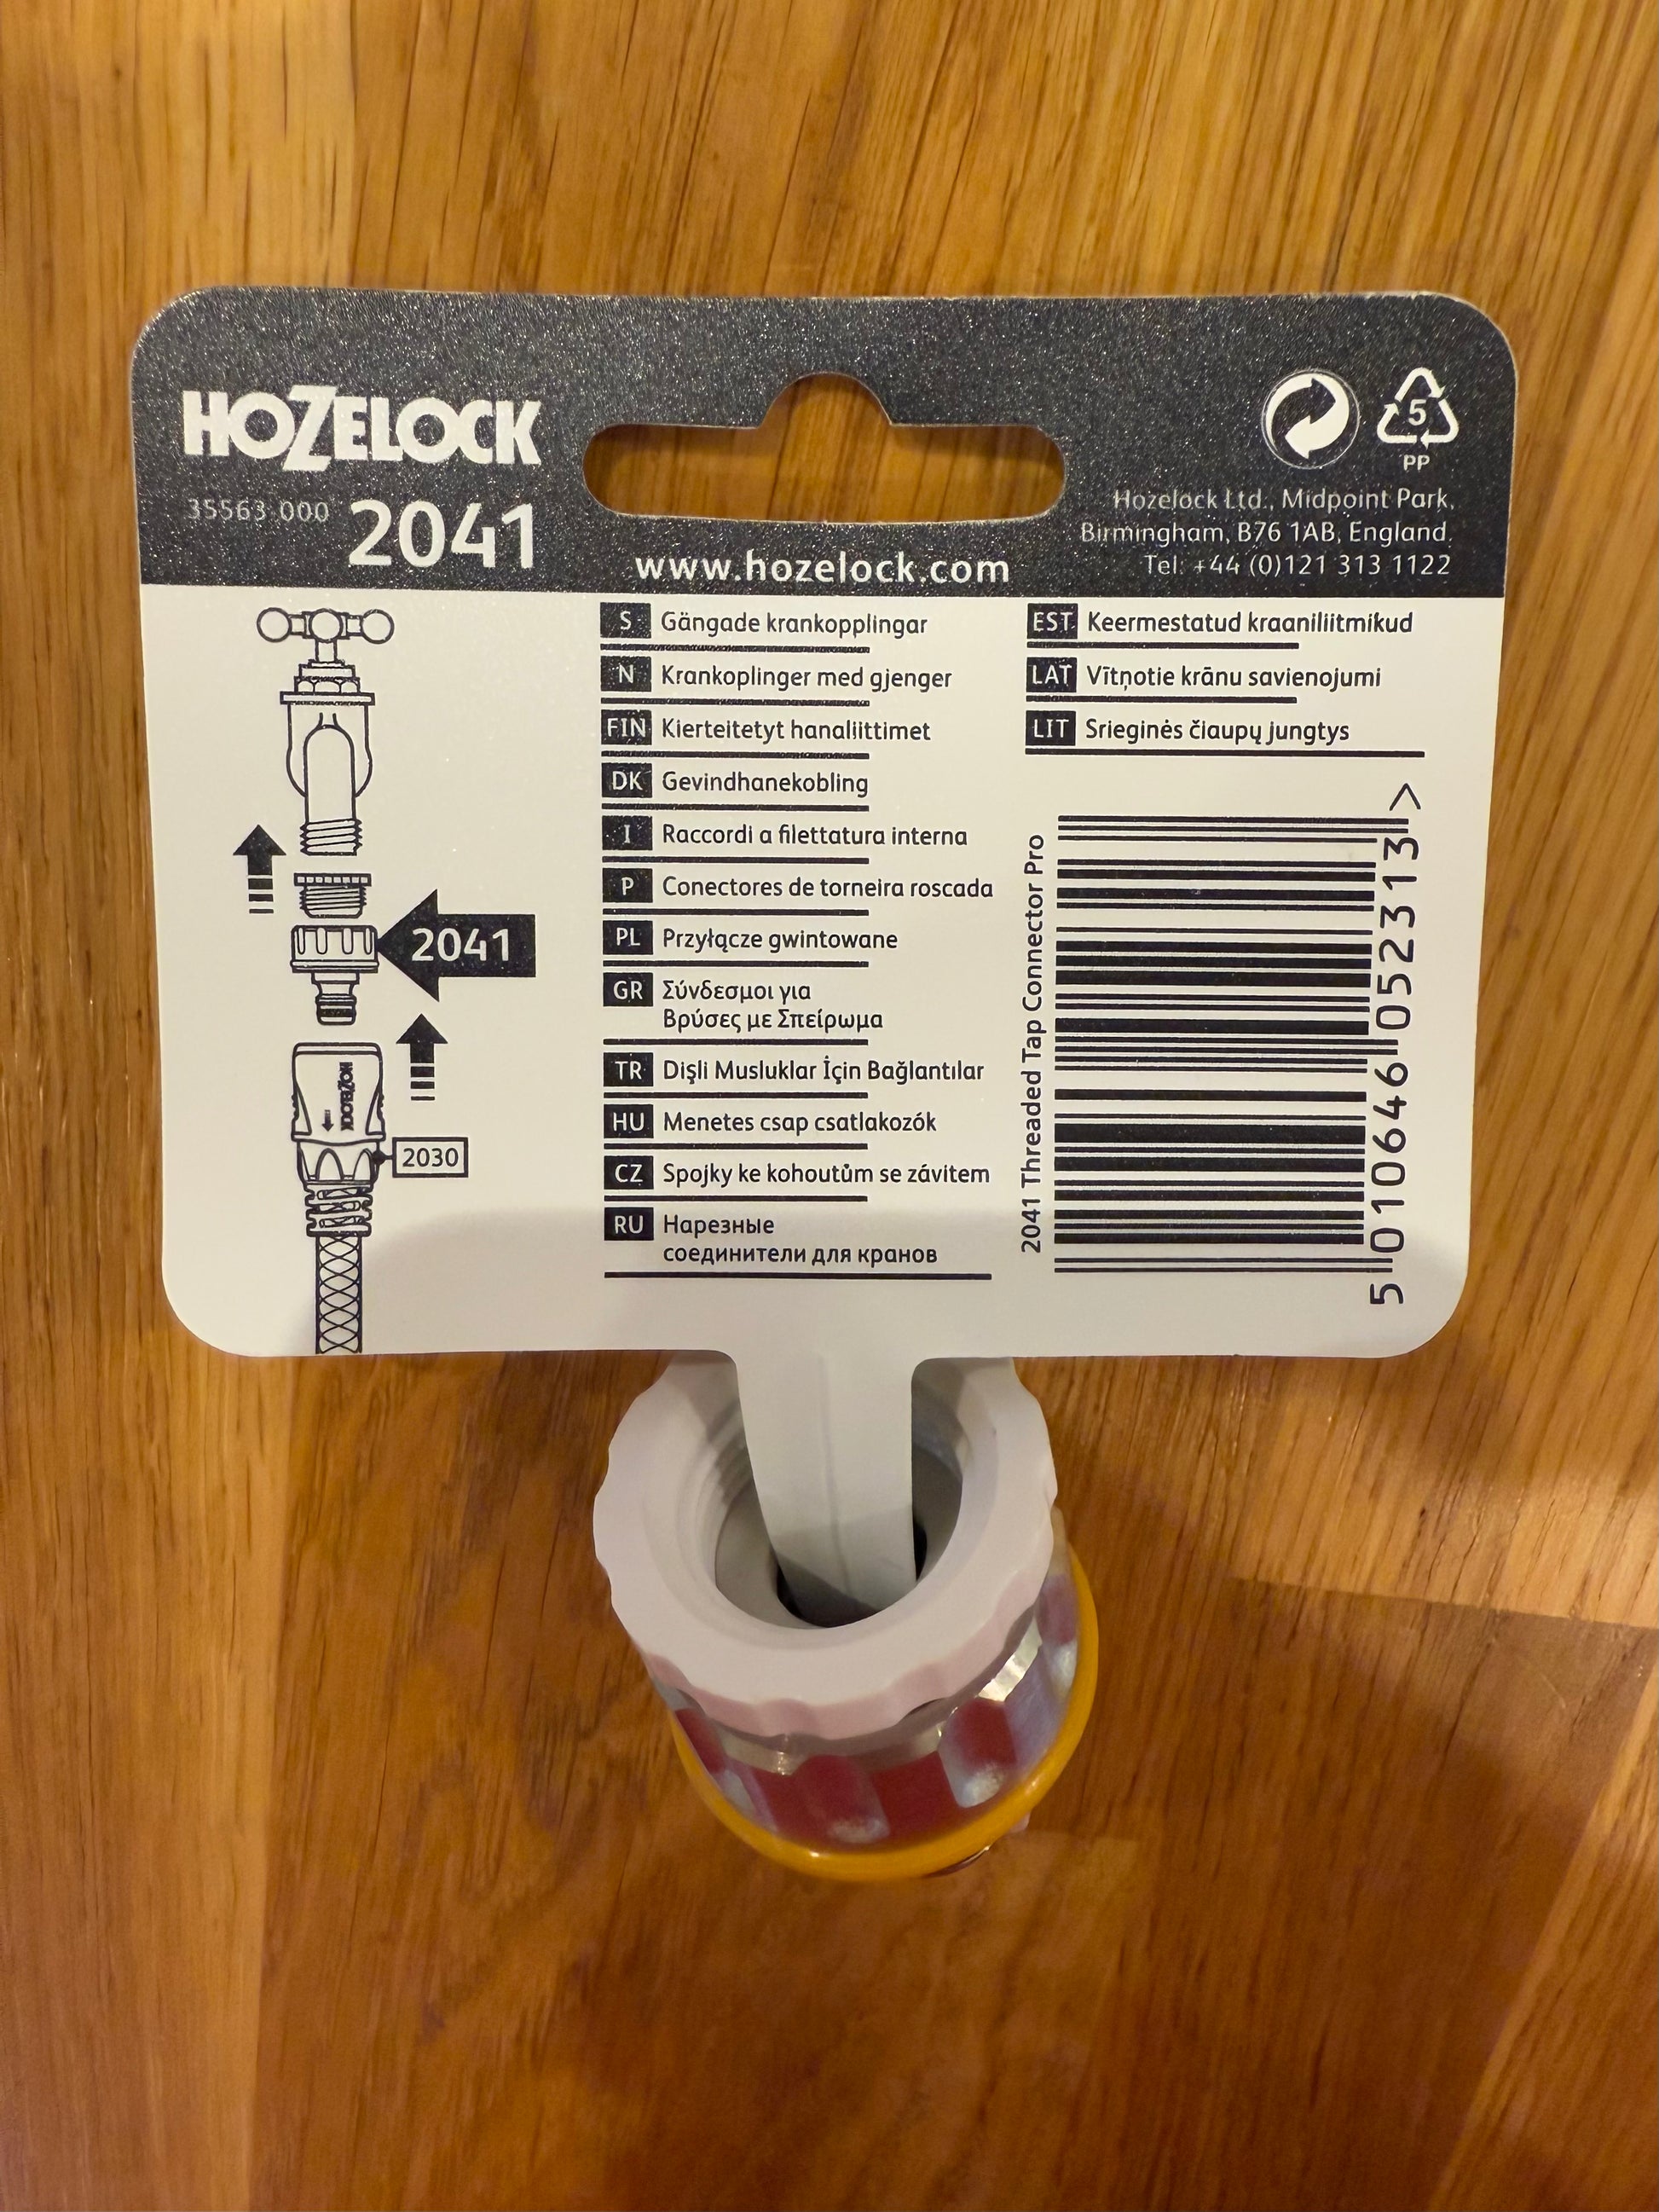 HOZELOCK
35563 000 2041
www.hozelock.com
5
PP
Hozelock Ltd., Midpoint Park,
Birmingham, B76 1AB, England.
Tel: +44 (0)121 313 1122
2041
HOZELOCK
2030
S Gängade krankopplingar
N Krankoplinger med gjenger
FIN Kierteitetyt hanaliittimet
DK Gevindhanekobling
I Raccordi a filettatura interna
P Conectores de torneira roscada
PL Przyłącze gwintowane
GR Σύνδεσμοι για
Βρύσες με Σπείρωμα
TR Dişli Musluklar İçin Bağlantılar
HU Menetes csap csatlakozók
CZ Spojky ke kohoutům se závitem
RU Нарезные
соединители для кранов
EST Keermestatud kraaniliitmikud
LAT Vītņotie krānu savienojumi
LIT Srieginės čiaupų jungtys
2041 Threaded Tap Connector Pro
5 010646 052313 >